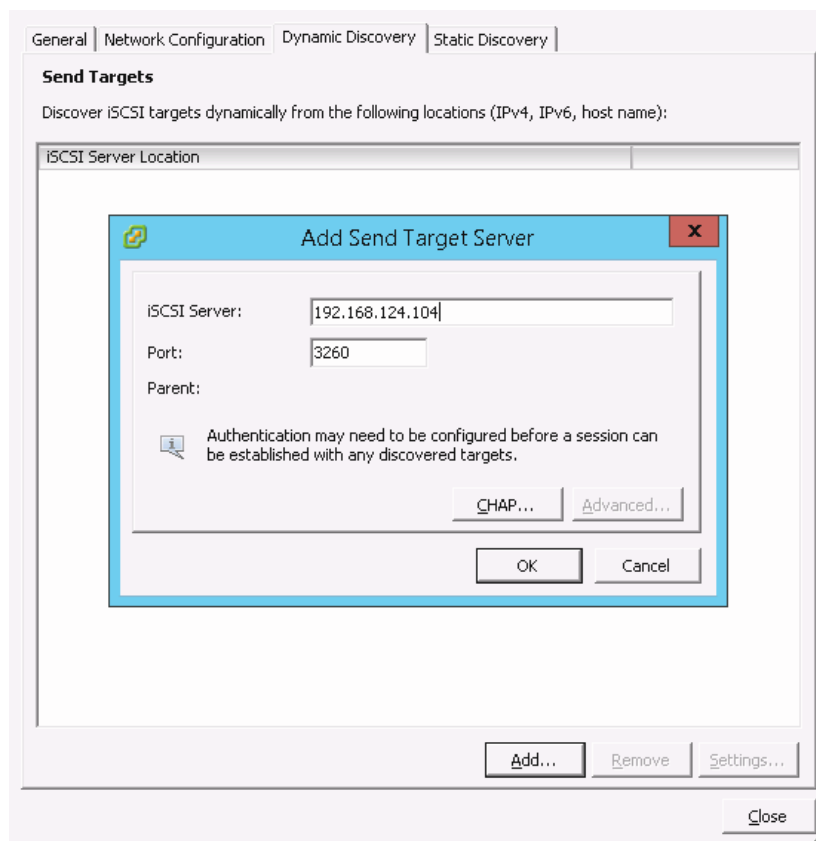 General Network Configuration Dynamic Discovery Static Discovery
Send Targets
Discover iSCSI targets dynamically from the following locations (IPv4, IPv6, host name):
iSCSI Server Location
Add Send Target Server
x
iSCSI Server: 192.168.124.104
Port: 3260
Parent:
Authentication may need to be configured before a session can
be established with any discovered targets.
CHAP... Advanced...
OK Cancel
Add... Remove Settings...
Close